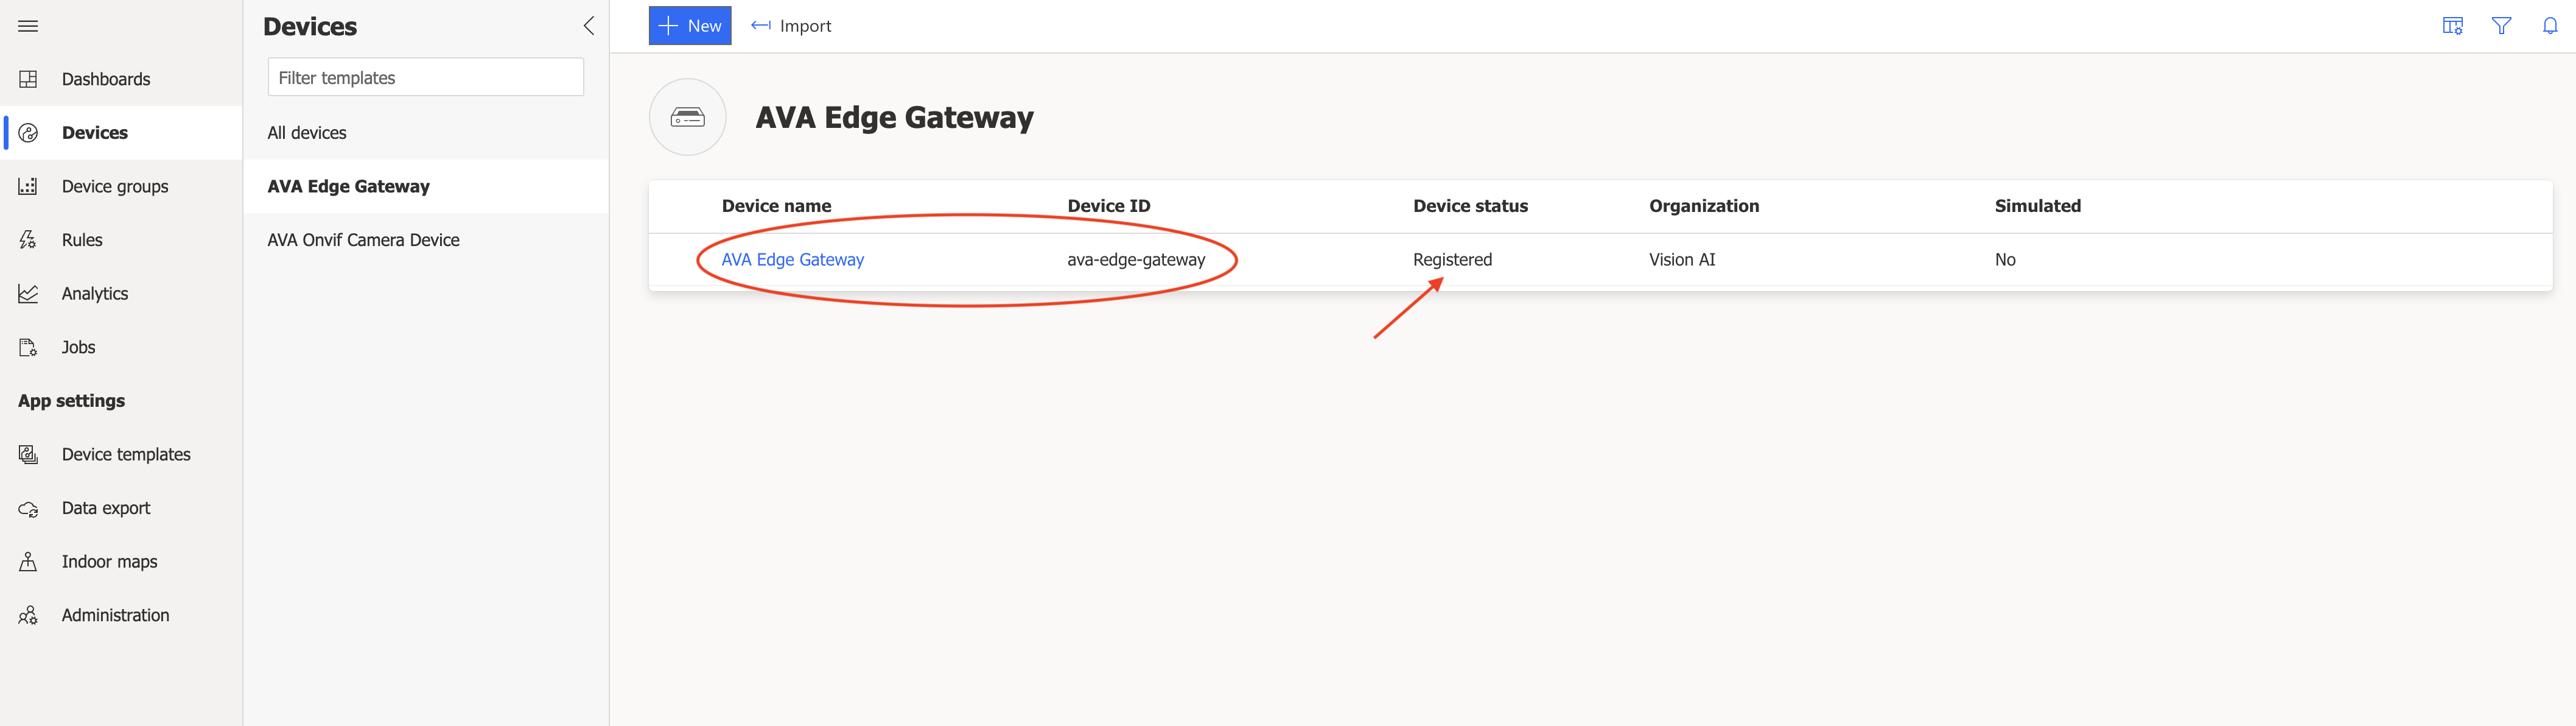 Dashboards
Devices
Device groups
Rules
Analytics
Jobs
App settings
Device templates
Data export
Indoor maps
Administration
Devices
Filter templates
All devices
AVA Edge Gateway
AVA Onvif Camera Device
New Import
AVA Edge Gateway
Device name Device ID Device status Organization Simulated
AVA Edge Gateway ava-edge-gateway Registered Vision AI No